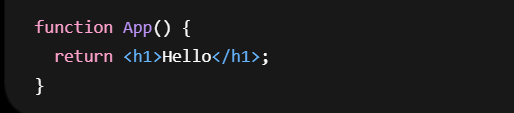 function App() {
  return <h1>Hello</h1>;
}